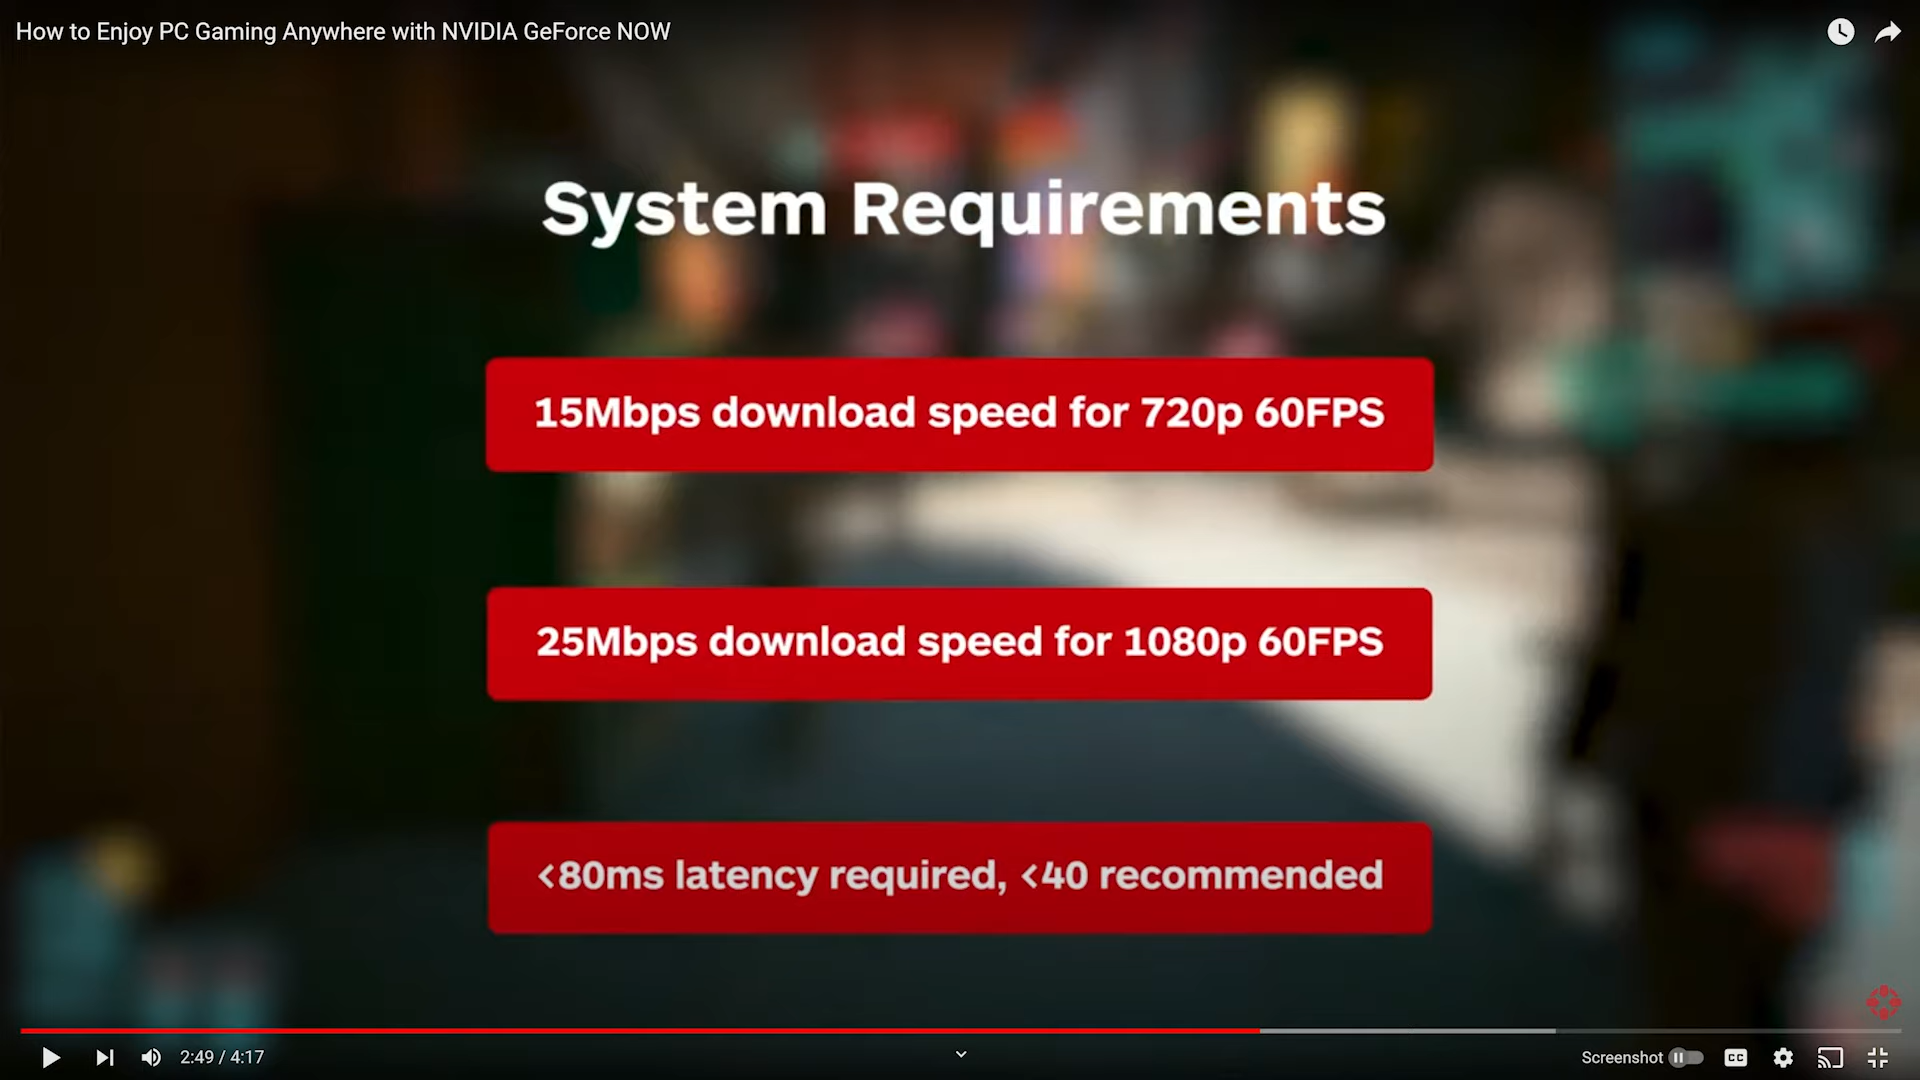 How to Enjoy PC Gaming Anywhere with NVIDIA GeForce NOW
System Requirements
15Mbps download speed for 720p 60FPS
25Mbps download speed for 1080p 60FPS
<80ms latency required, <40 recommended
2:49 / 4:17
Screenshot
CC